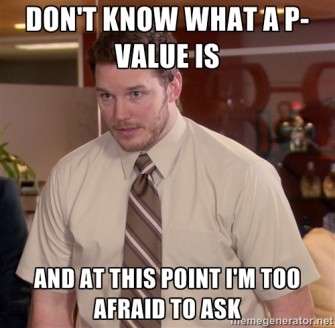 DON'T KNOW WHAT A P-
VALUE IS
AND AT THIS POINT I'M TOO
AFRAID TO ASK
memegenerator.net